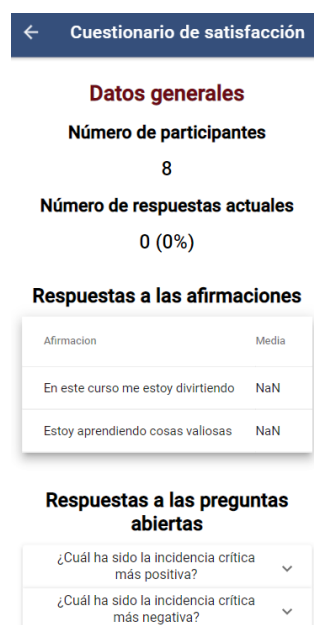 Cuestionario de satisfacción
Datos generales
Número de participantes
8
Número de respuestas actuales
0 (0%)
Respuestas a las afirmaciones
Afirmacion Media
En este curso me estoy divirtiendo NaN
Estoy aprendiendo cosas valiosas NaN
Respuestas a las preguntas
abiertas
¿Cuál ha sido la incidencia crítica
más positiva?
¿Cuál ha sido la incidencia crítica
más negativa?